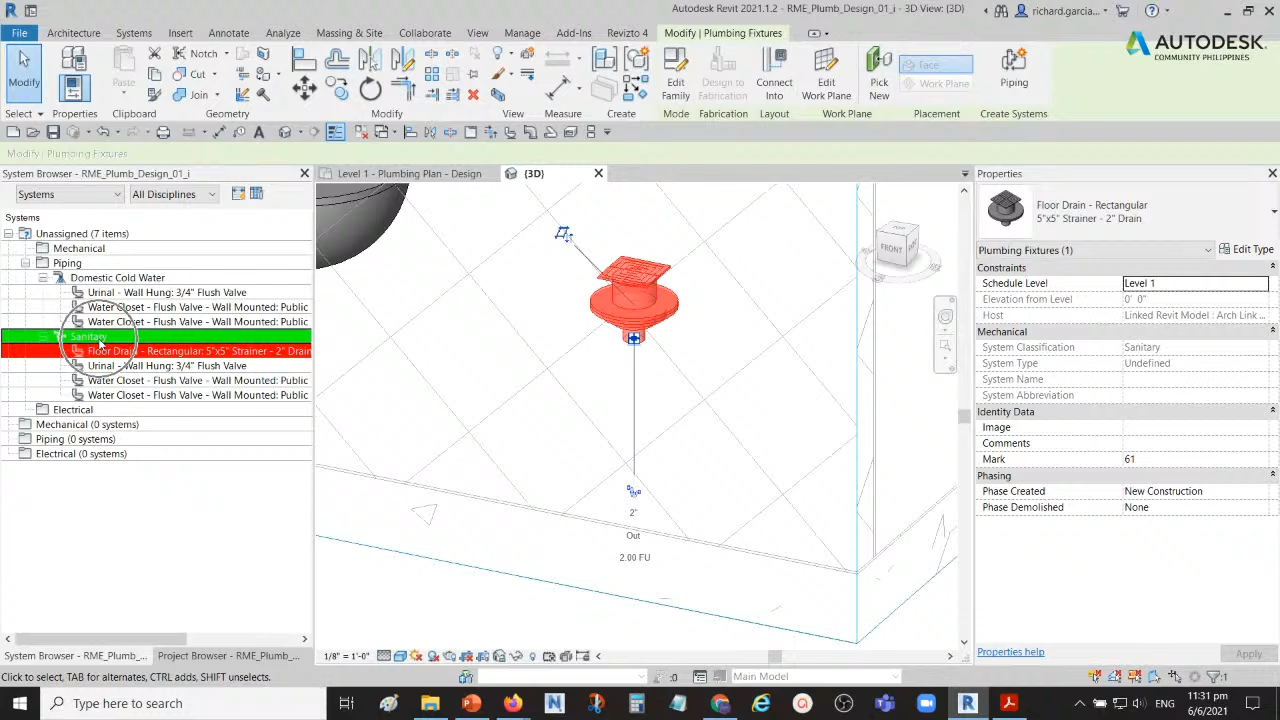 Autodesk Revit 2021.1.2 - RME_Plumb_Design_01_i - 3D View: {3D}
richard.garcia...
File
Architecture
Systems
Insert
Annotate
Analyze
Massing & Site
Collaborate
View
Manage
Add-Ins
Revizto 4
Modify | Plumbing Fixtures
AUTODESK.
COMMUNITY PHILIPPINES
Modify
Paste
Notch
Cut
Join
Edit
Family
Design to
Fabrication
Connect
Into
Edit
Work Plane
Pick
New
Face
Work Plane
Piping
Select
Properties
Clipboard
Geometry
Modify
View
Measure
Create
Mode
Fabrication
Layout
Work Plane
Placement
Create Systems
Modify | Plumbing Fixtures
System Browser - RME_Plumb_Design_01_i
Systems
All Disciplines
Systems
Unassigned (7 items)
Mechanical
Piping
Domestic Cold Water
Urinal - Wall Hung: 3/4" Flush Valve
Water Closet - Flush Valve - Wall Mounted: Public
Water Closet - Flush Valve - Wall Mounted: Public
Sanitary
Floor Drain - Rectangular: 5"x5" Strainer - 2" Drain
Urinal - Wall Hung: 3/4" Flush Valve
Water Closet - Flush Valve - Wall Mounted: Public
Water Closet - Flush Valve - Wall Mounted: Public
Electrical
Mechanical (0 systems)
Piping (0 systems)
Electrical (0 systems)
System Browser - RME_Plumb_...
Project Browser - RME_Plumb_...
Level 1 - Plumbing Plan - Design
{3D}
FRONT
2"
Out
2.00 FU
1/8" = 1'-0"
Properties
Floor Drain - Rectangular
5"x5" Strainer - 2" Drain
Plumbing Fixtures (1)
Edit Type
Constraints
Schedule Level
Level 1
Elevation from Level
0' 0"
Host
Linked Revit Model : Arch Link ...
Mechanical
System Classification
Sanitary
System Type
Undefined
System Name
System Abbreviation
Identity Data
Image
Comments
Mark
61
Phasing
Phase Created
New Construction
Phase Demolished
None
Properties help
Apply
Click to select, TAB for alternates, CTRL adds, SHIFT unselects.
:0
Main Model
:1
Type here to search
ENG
11:31 pm
6/6/2021